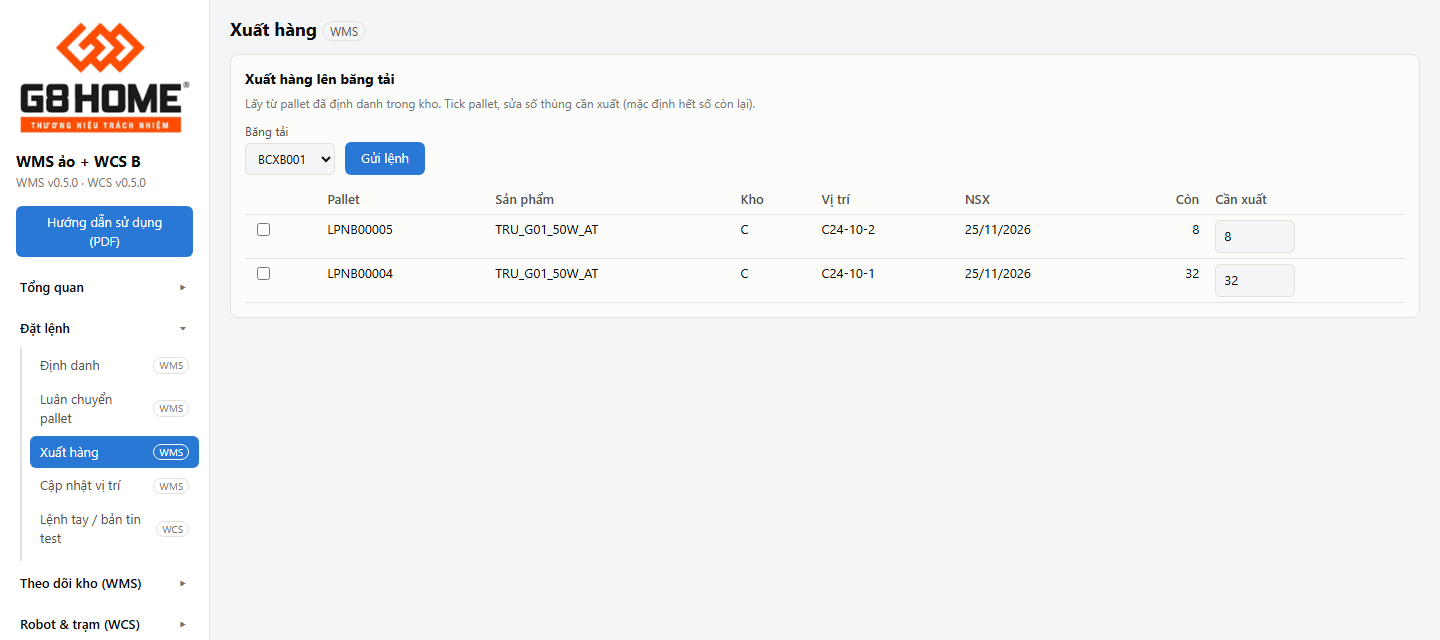 G8 HOME®
THƯƠNG HIỆU TRÁCH NHIỆM
WMS ảo + WCS B
WMS v0.5.0 · WCS v0.5.0
Hướng dẫn sử dụng
(PDF)
Tổng quan
Đặt lệnh
Định danh WMS
Luân chuyển
pallet WMS
Xuất hàng WMS
Cập nhật vị trí WMS
Lệnh tay / bản tin
test WCS
Theo dõi kho (WMS)
Robot & trạm (WCS)
Xuất hàng WMS
Xuất hàng lên băng tải
Lấy từ pallet đã định danh trong kho. Tick pallet, sửa số thùng cần xuất (mặc định hết số còn lại).
Băng tải
BCXB001 Gửi lệnh
Pallet Sản phẩm Kho Vị trí NSX Còn Cần xuất
LPNB00005 TRU_G01_50W_AT C C24-10-2 25/11/2026 8 8
LPNB00004 TRU_G01_50W_AT C C24-10-1 25/11/2026 32 32